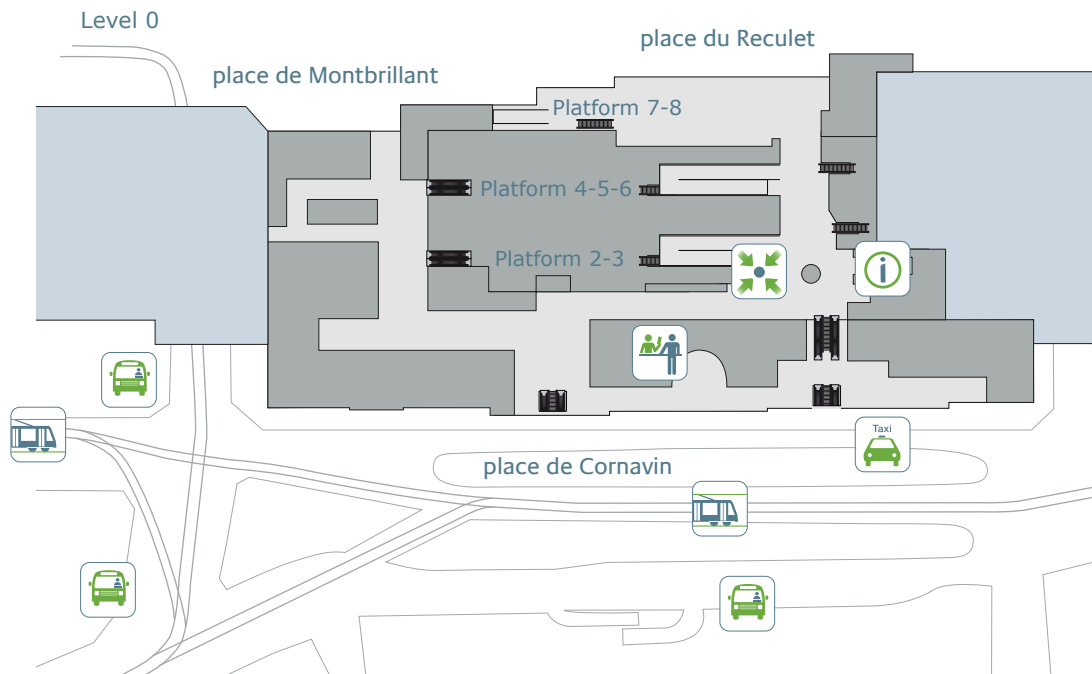 Level 0
place du Reculet
place de Montbrillant
Platform 7-8
Platform 4-5-6
Platform 2-3
i
Taxi
place de Cornavin